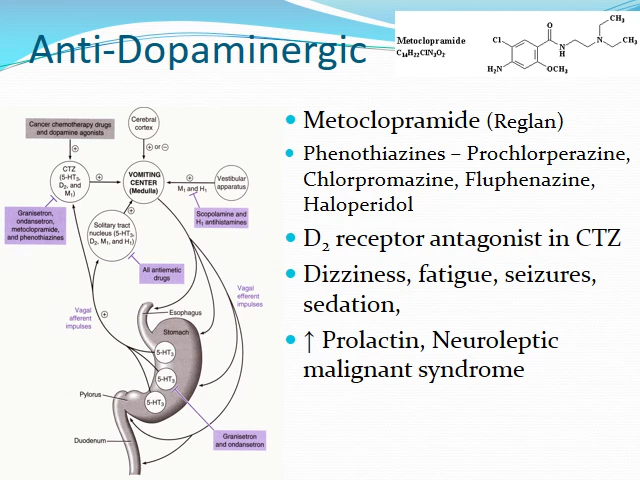 Anti-Dopaminergic
Metoclopramide
C₁₄H₂₂ClN₃O₂
CH₃
O
Cl
N
H
N
CH₃
H₂N
OCH₃
Cancer chemotherapy drugs
and dopamine agonists
Cerebral
cortex
+
+ or −
CTZ
(5-HT₃,
D₂, and
M₁)
+
VOMITING
CENTER
(Medulla)
+
M₁ and H₁
Vestibular
apparatus
Granisetron,
ondansetron,
metoclopramide,
and phenothiazines
+
Scopolamine and
H₁ antihistamines
Solitary tract
nucleus (5-HT₃,
D₂, M₁, and H₁)
All antiemetic
drugs
Vagal
afferent
impulses
+
Vagal
efferent
impulses
Esophagus
Stomach
5-HT₃
5-HT₃
5-HT₃
Pylorus
Duodenum
Granisetron
and ondansetron
Metoclopramide (Reglan)
Phenothiazines – Prochlorperazine,
Chlorpromazine, Fluphenazine,
Haloperidol
D₂ receptor antagonist in CTZ
Dizziness, fatigue, seizures,
sedation,
↑ Prolactin, Neuroleptic
malignant syndrome